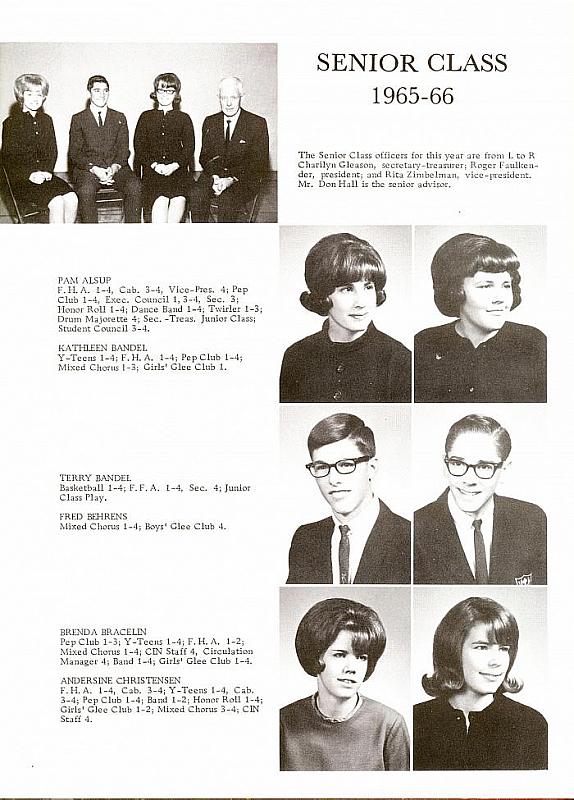 SENIOR CLASS
1965-66
The Senior Class officers for this year are from L to R
Charilyn Gleason, secretary-treasurer; Roger Faulken-
der, president; and Rita Zimbelman, vice-president.
Mr. Don Hall is the senior advisor.
PAM ALSUP
F. H. A. 1-4, Cab. 3-4, Vice-Pres. 4; Pep
Club 1-4, Exec. Council 1, 3-4, Sec. 3;
Honor Roll 1-4; Dance Band 1-4; Twirler 1-3;
Drum Majorette 4; Sec. -Treas. Junior Class;
Student Council 3-4.
KATHLEEN BANDEL
Y-Teens 1-4; F. H. A. 1-4; Pep Club 1-4;
Mixed Chorus 1-3; Girls' Glee Club 1.
TERRY BANDEL
Basketball 1-4; F. F. A. 1-4, Sec. 4; Junior
Class Play.
FRED BEHRENS
Mixed Chorus 1-4; Boys' Glee Club 4.
BRENDA BRACELIN
Pep Club 1-3; Y-Teens 1-4; F. H. A. 1-2;
Mixed Chorus 1-4; CIN Staff 4, Circulation
Manager 4; Band 1-4; Girls' Glee Club 1-4.
ANDERSINE CHRISTENSEN
F. H. A. 1-4, Cab. 3-4; Y-Teens 1-4, Cab.
3-4; Pep Club 1-4; Band 1-2; Honor Roll 1-4;
Girls' Glee Club 1-2; Mixed Chorus 3-4; CIN
Staff 4.